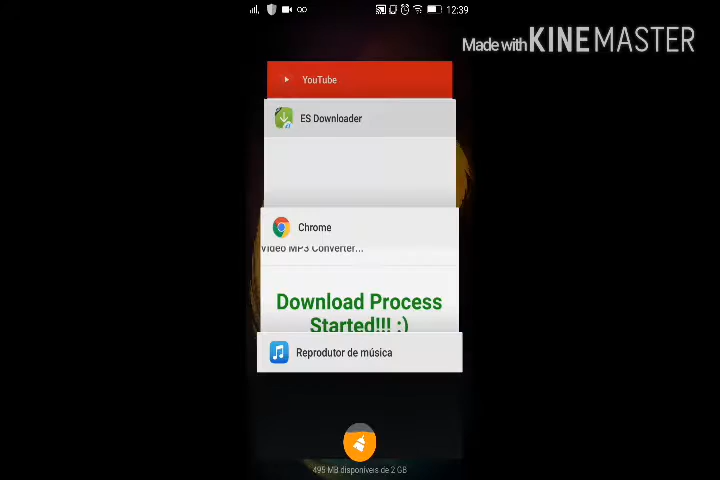 12:39
Made with KINEMASTER
YouTube
ES Downloader
Chrome
Video MP3 Converter...
Download Process
Started!!! :)
Reprodutor de música
495 MB disponíveis de 2 GB